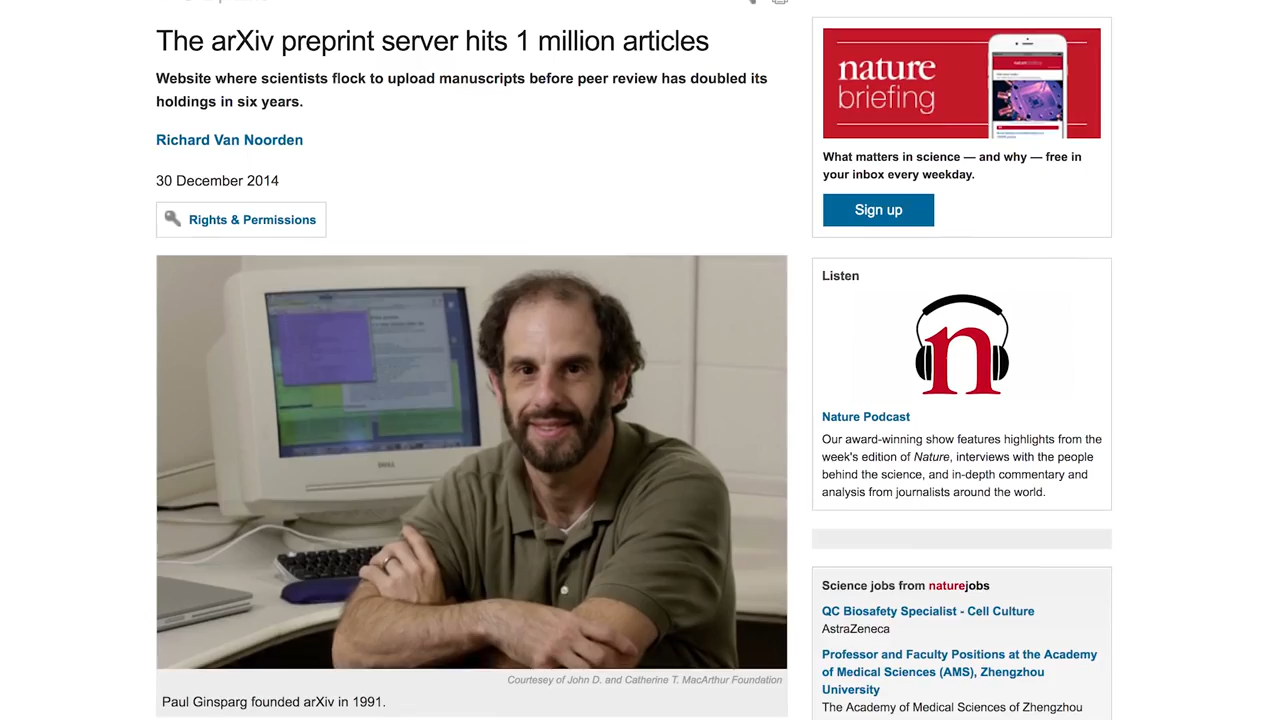 The arXiv preprint server hits 1 million articles
Website where scientists flock to upload manuscripts before peer review has doubled its
holdings in six years.
Richard Van Noorden
30 December 2014
Rights & Permissions
DELL
Courtesey of John D. and Catherine T. MacArthur Foundation
Paul Ginsparg founded arXiv in 1991.
nature
briefing
What matters in science — and why — free in
your inbox every weekday.
Sign up
Listen
n
Nature Podcast
Our award-winning show features highlights from the
week's edition of Nature, interviews with the people
behind the science, and in-depth commentary and
analysis from journalists around the world.
Science jobs from naturejobs
QC Biosafety Specialist - Cell Culture
AstraZeneca
Professor and Faculty Positions at the Academy
of Medical Sciences (AMS), Zhengzhou
University
The Academy of Medical Sciences of Zhengzhou